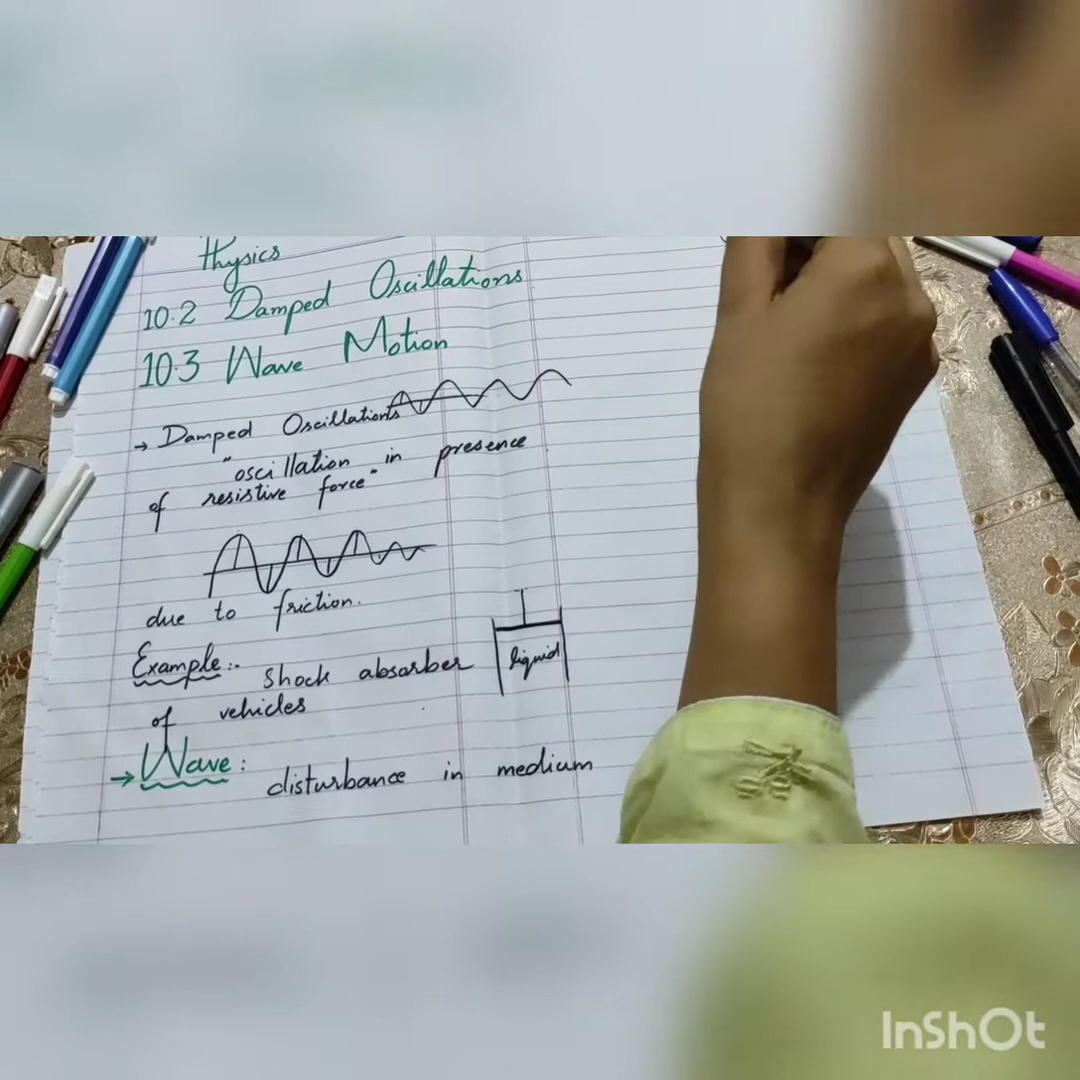 Physics
10.2 Damped Oscillations
10.3 Wave Motion
→ Damped Oscillations
"oscillation in presence
of resistive force"
due to friction.
Example:- Shock absorber
of vehicles
liquid
→ Wave: disturbance in medium
InShOt